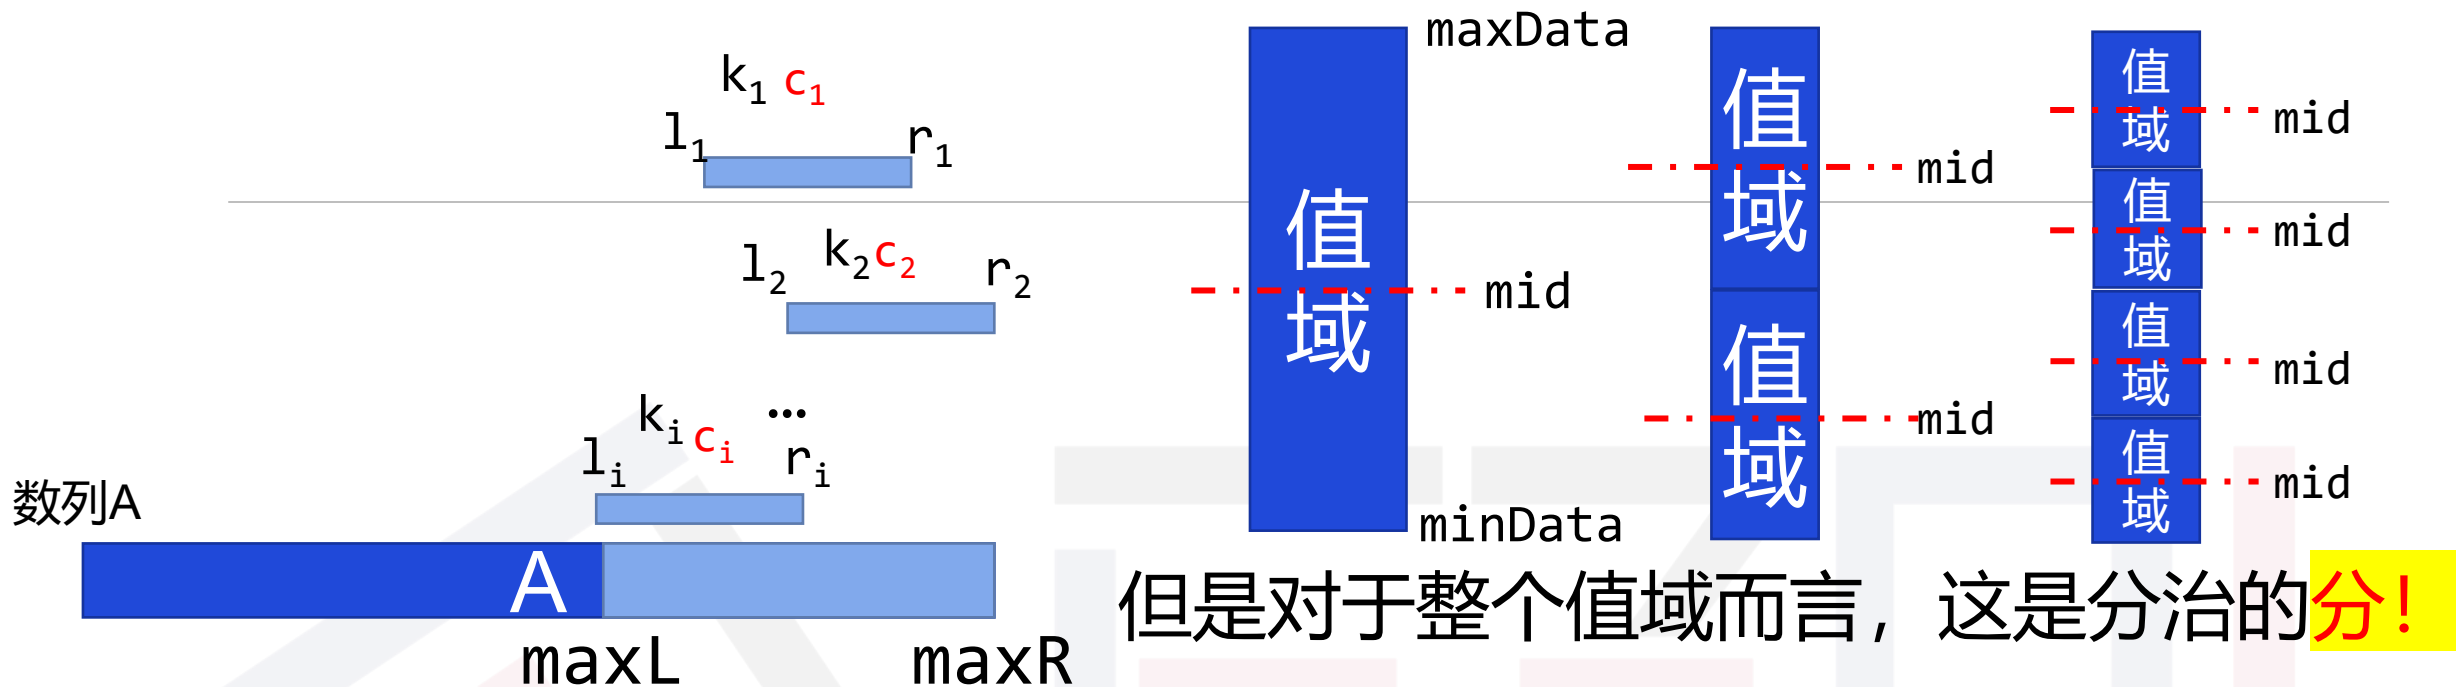 k₁ c₁
l₁ r₁
k₂ c₂
l₂ r₂
kᵢ cᵢ …
lᵢ rᵢ
数列A
A
maxL maxR
maxData
值域
mid
minData
值域
mid
值域
mid
值域
mid
值域
mid
值域
mid
值域
mid
但是对于整个值域而言，这是分治的分！